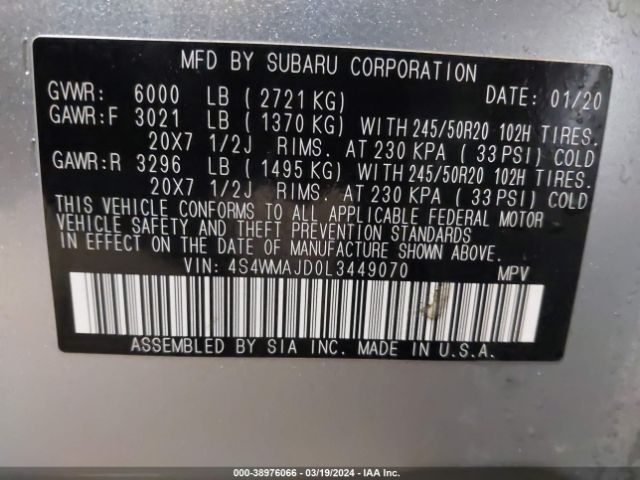 MFD BY SUBARU CORPORATION
GVWR: 6000 LB ( 2721 KG) DATE: 01/20
GAWR:F 3021 LB ( 1370 KG) WITH 245/50R20 102H TIRES.
20X7 1/2J RIMS. AT 230 KPA ( 33 PSI) COLD
GAWR:R 3296 LB ( 1495 KG) WITH 245/50R20 102H TIRES.
20X7 1/2J RIMS. AT 230 KPA ( 33 PSI) COLD
THIS VEHICLE CONFORMS TO ALL APPLICABLE FEDERAL MOTOR
VEHICLE SAFETY AND THEFT PREVENTION STANDARDS IN
EFFECT ON THE DATE OF MANUFACTURE SHOWN ABOVE.
VIN: 4S4WMAJD0L3449070 MPV
ASSEMBLED BY SIA INC. MADE IN U.S.A.
000-38976066 - 03/19/2024 - IAA Inc.